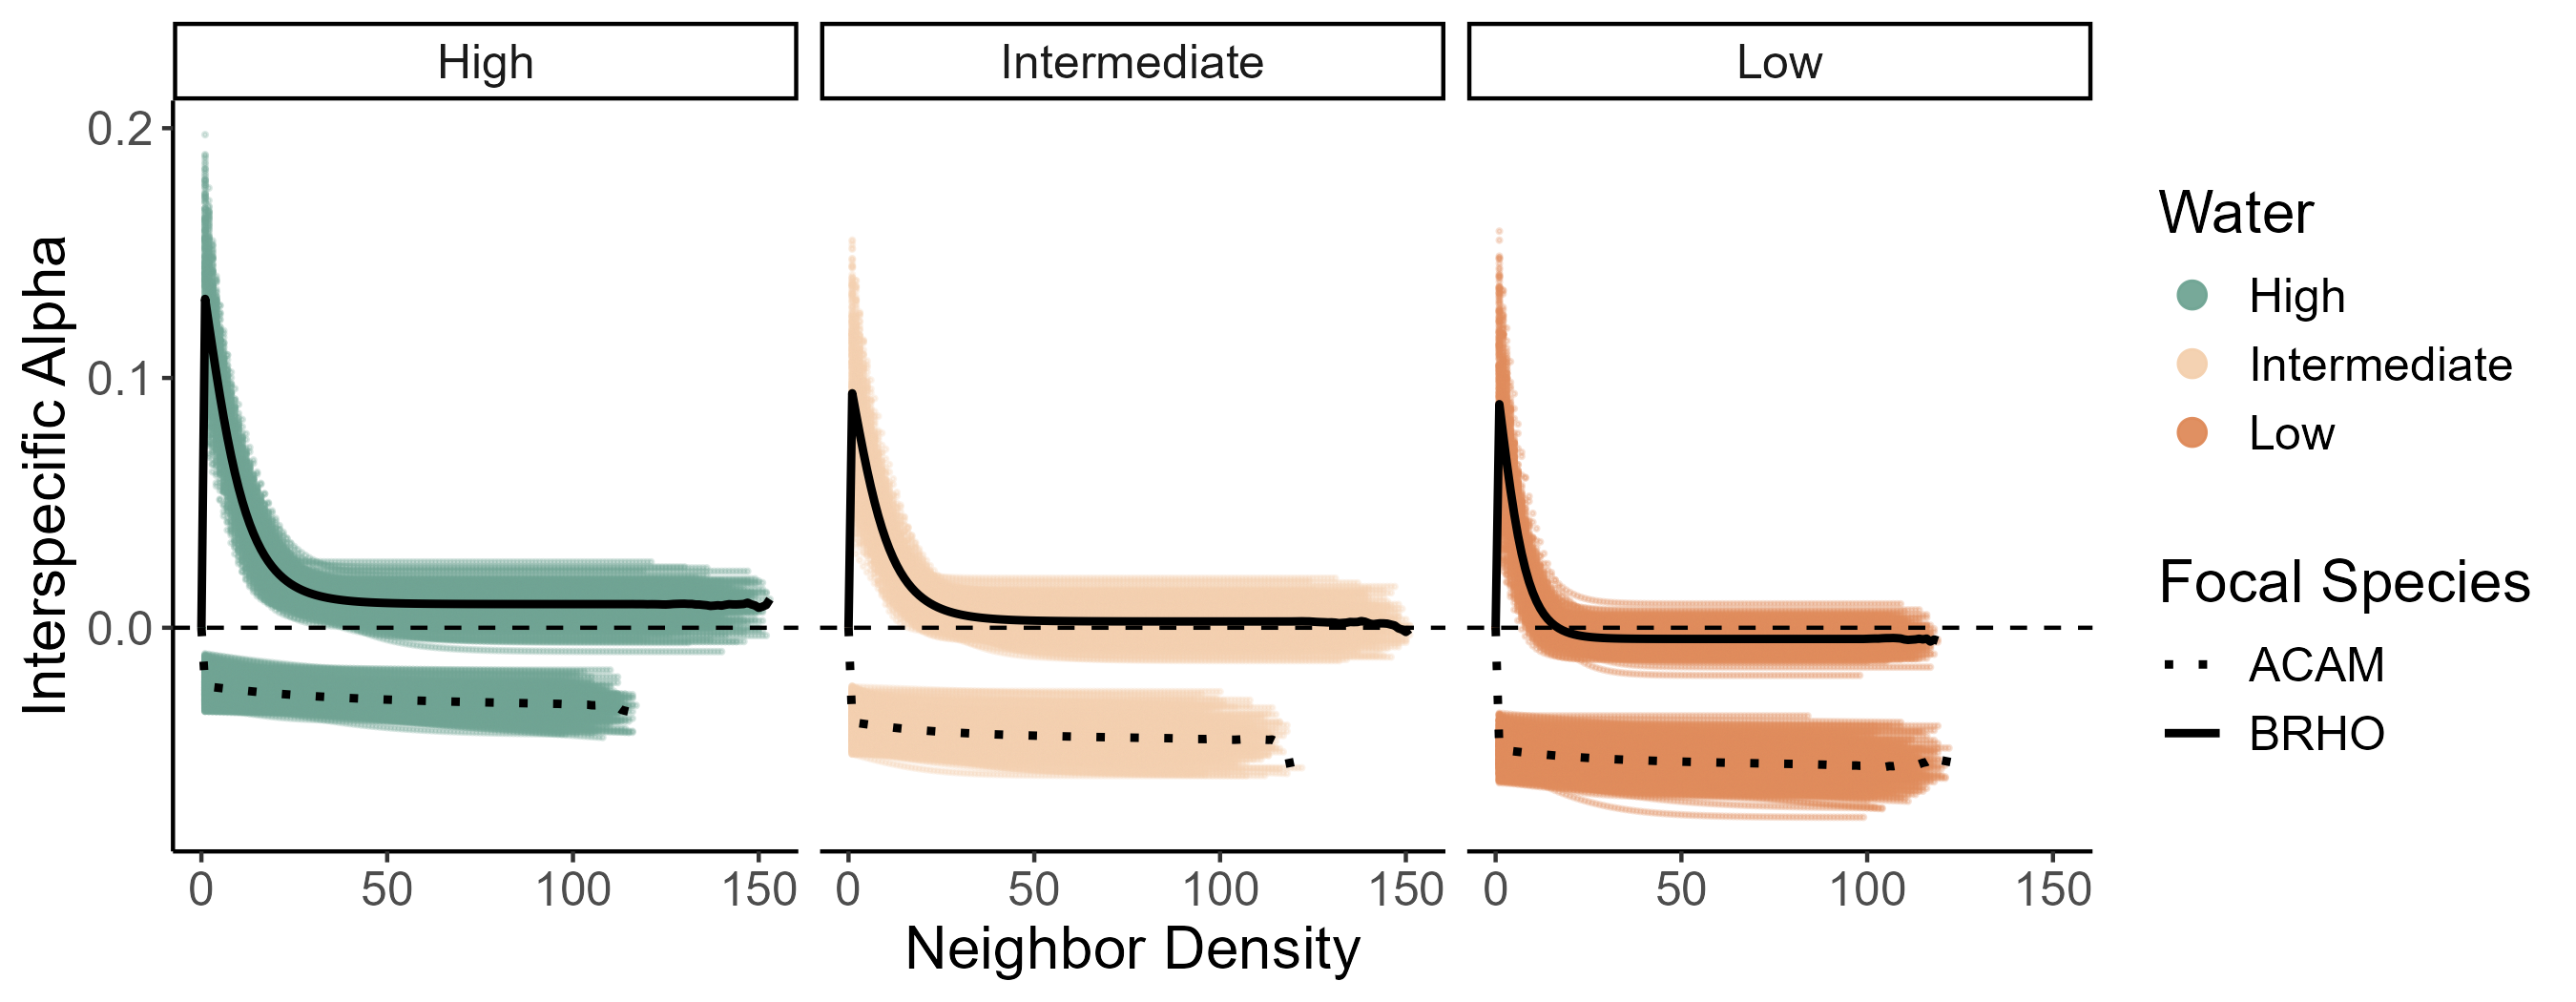 High
Intermediate
Low
Interspecific Alpha
0.2
0.1
0.0
0 50 100 150
0 50 100 150
0 50 100 150
Neighbor Density
Water
High
Intermediate
Low
Focal Species
ACAM
BRHO